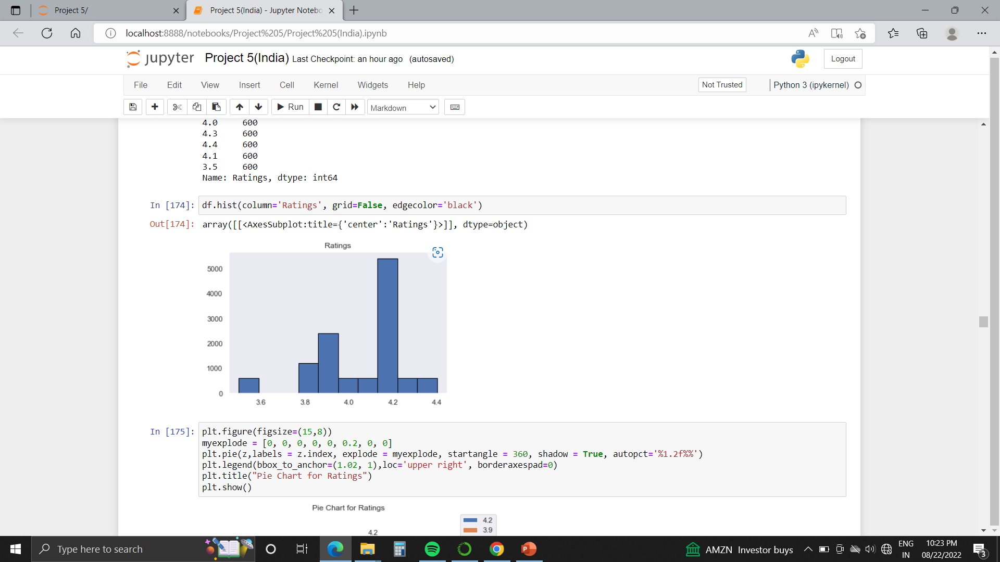 Project 5/
Project 5(India) - Jupyter Notebo
localhost:8888/notebooks/Project%205/Project%205(India).ipynb
jupyter Project 5(India) Last Checkpoint: an hour ago (autosaved)
Logout
File Edit View Insert Cell Kernel Widgets Help
Not Trusted Python 3 (ipykernel)
Run Markdown
4.0 600
4.3 600
4.4 600
4.1 600
3.5 600
Name: Ratings, dtype: int64
In [174]: df.hist(column='Ratings', grid=False, edgecolor='black')
Out[174]: array([[<AxesSubplot:title={'center':'Ratings'}>]], dtype=object)
Ratings
5000
4000
3000
2000
1000
0
3.6 3.8 4.0 4.2 4.4
In [175]: plt.figure(figsize=(15,8))
myexplode = [0, 0, 0, 0, 0, 0.2, 0, 0]
plt.pie(z,labels = z.index, explode = myexplode, startangle = 360, shadow = True, autopct='%1.2f%%')
plt.legend(bbox_to_anchor=(1.02, 1),loc='upper right', borderaxespad=0)
plt.title("Pie Chart for Ratings")
plt.show()
Pie Chart for Ratings
4.2
3.9
4.2
Type here to search
AMZN Investor buys
ENG
IN
10:23 PM
08/22/2022
3